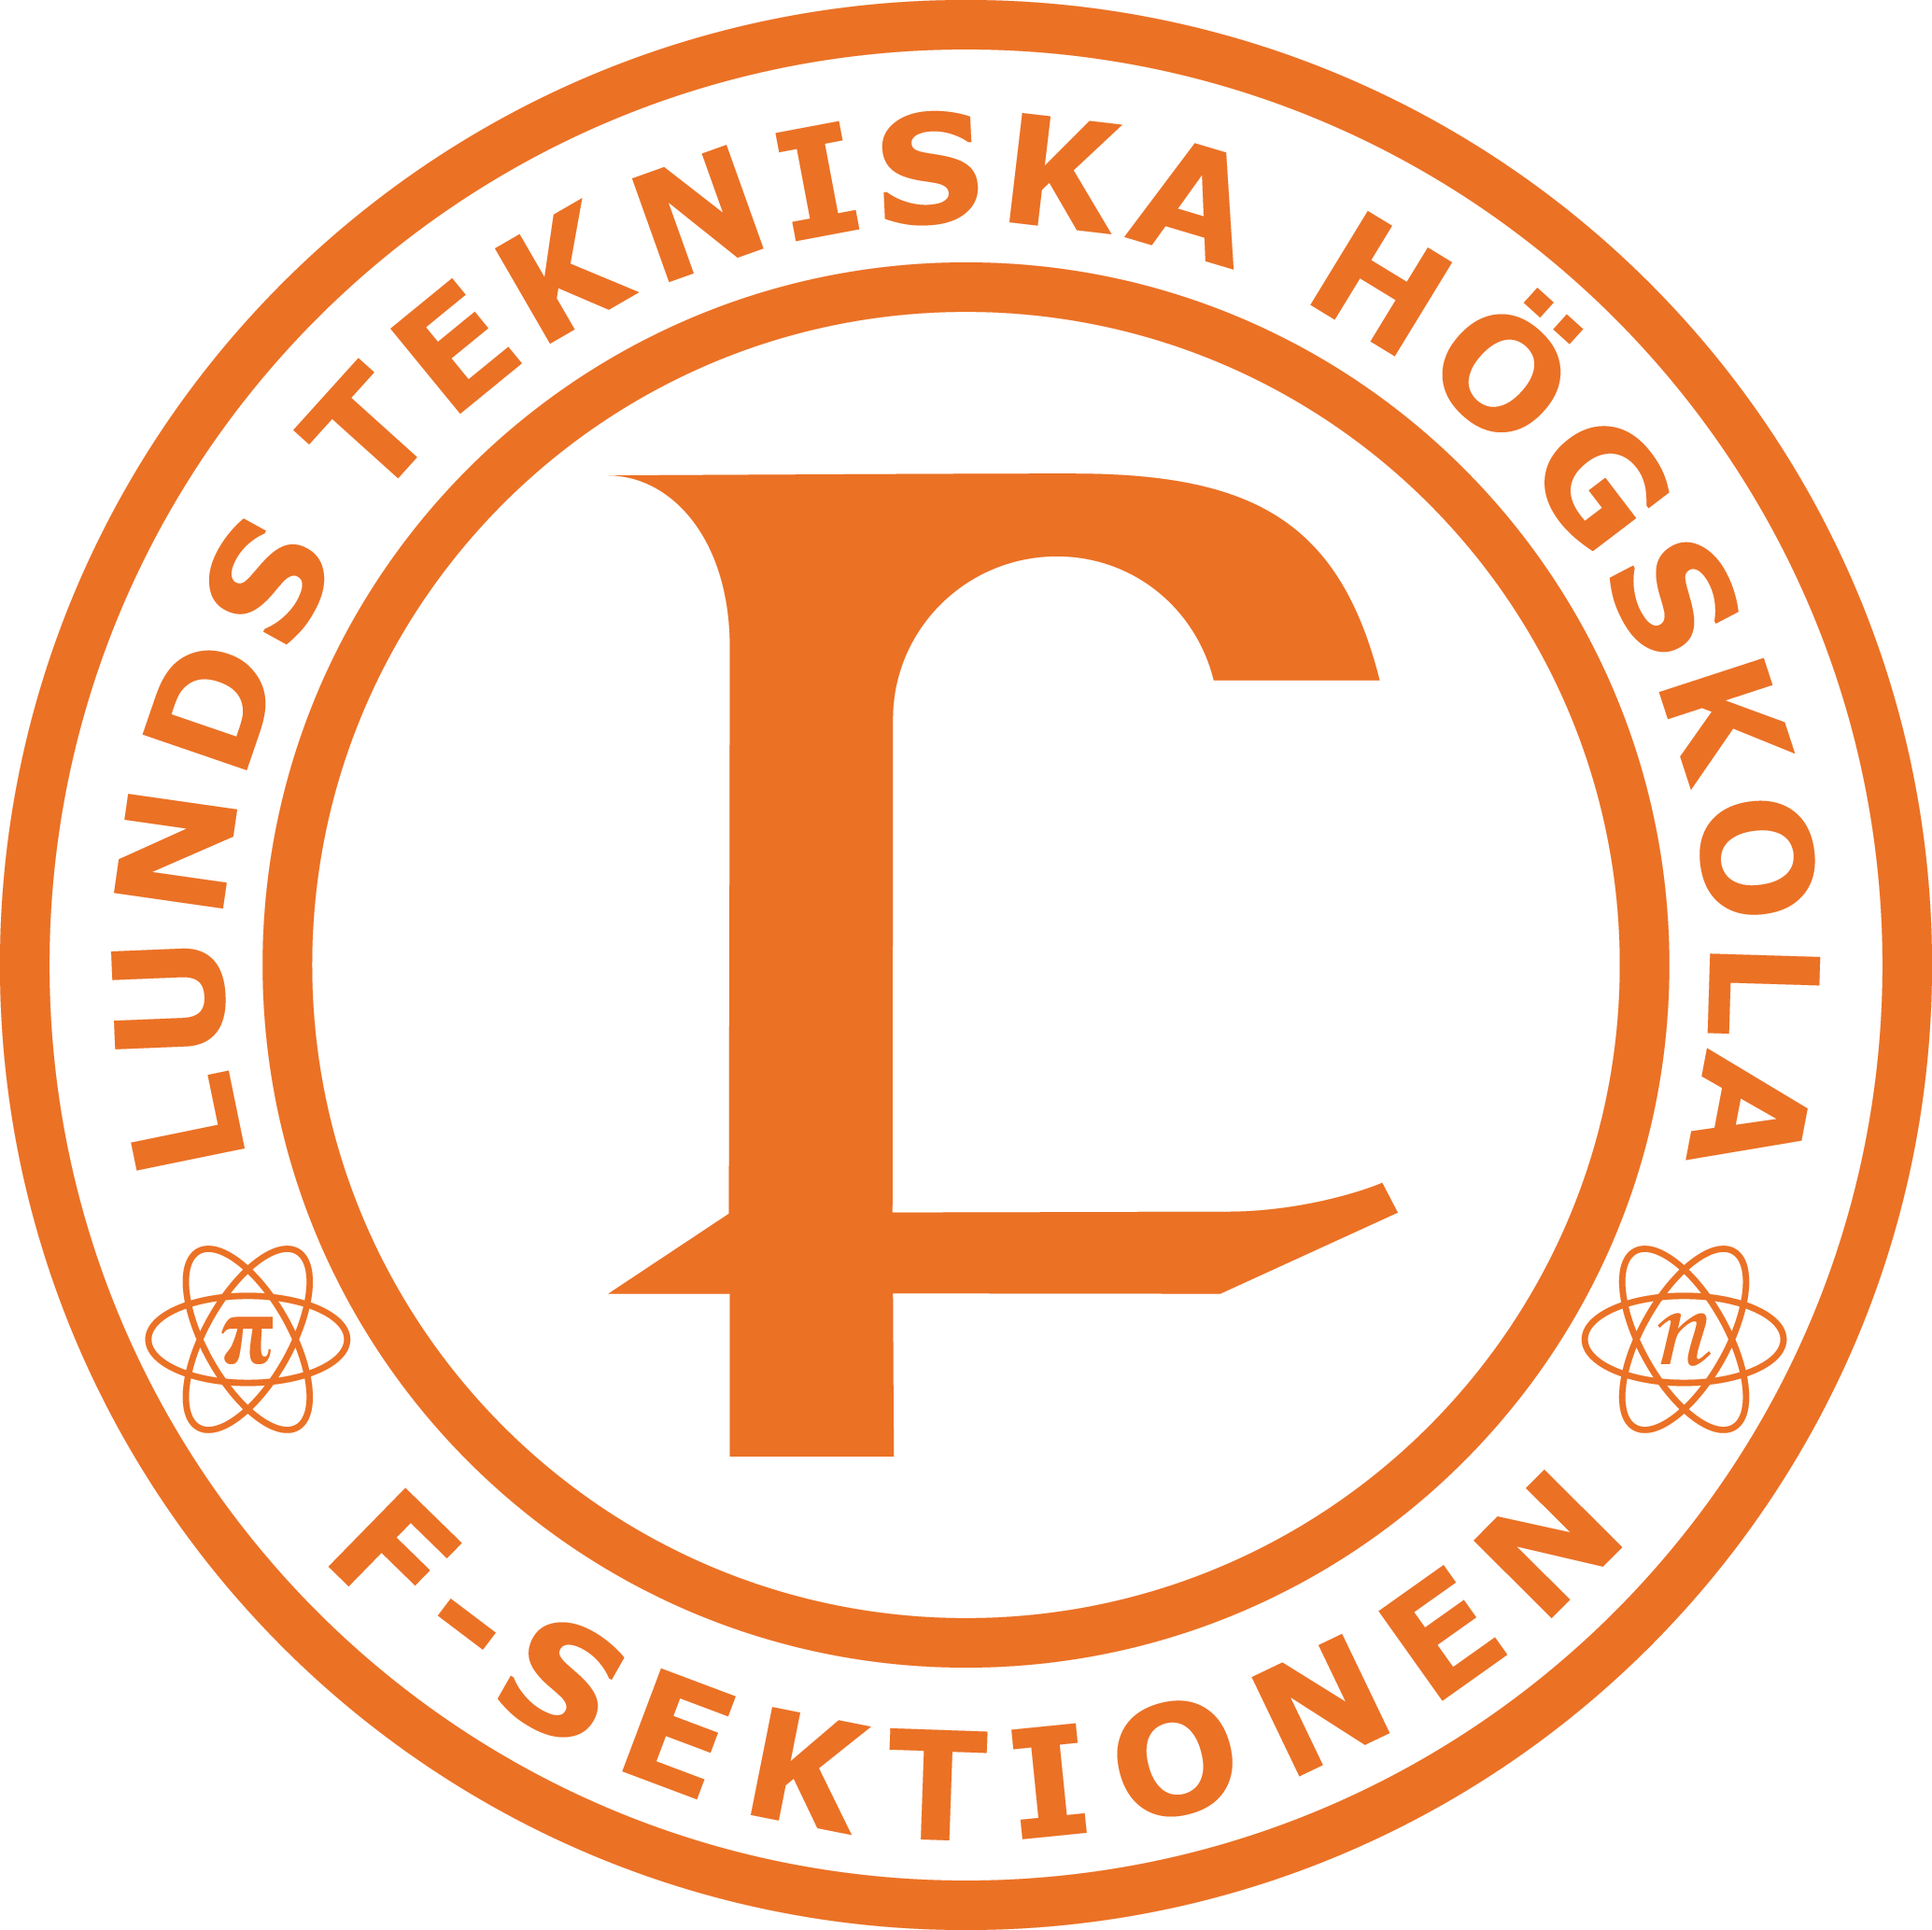 LUNDS TEKNISKA HÖGSKOLA
F
π
n
F-SEKTIONEN